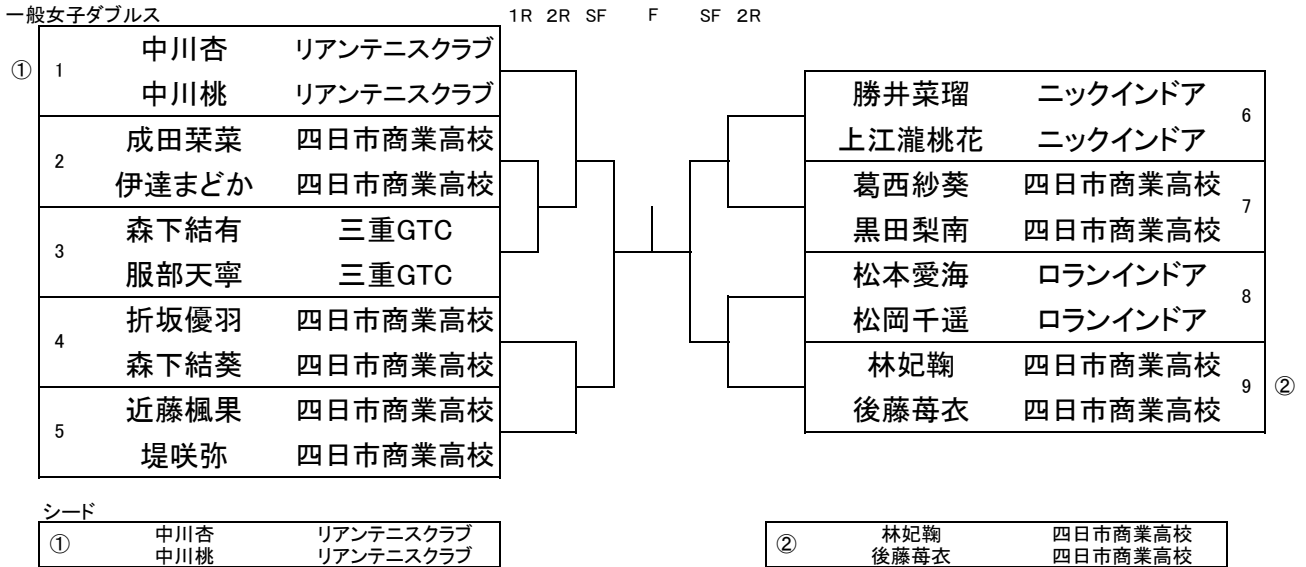 一般女子ダブルス
1R 2R SF F SF 2R
① 1 中川杏 リアンテニスクラブ
中川桃 リアンテニスクラブ
2 成田栞菜 四日市商業高校
伊達まどか 四日市商業高校
3 森下結有 三重GTC
服部天寧 三重GTC
4 折坂優羽 四日市商業高校
森下結葵 四日市商業高校
5 近藤楓果 四日市商業高校
堤咲弥 四日市商業高校
勝井菜瑠 ニックインドア 6
上江瀧桃花 ニックインドア
葛西紗葵 四日市商業高校 7
黒田梨南 四日市商業高校
松本愛海 ロランインドア 8
松岡千遥 ロランインドア
林妃鞠 四日市商業高校 9 ②
後藤苺衣 四日市商業高校
シード
① 中川杏 リアンテニスクラブ
中川桃 リアンテニスクラブ
② 林妃鞠 四日市商業高校
後藤苺衣 四日市商業高校